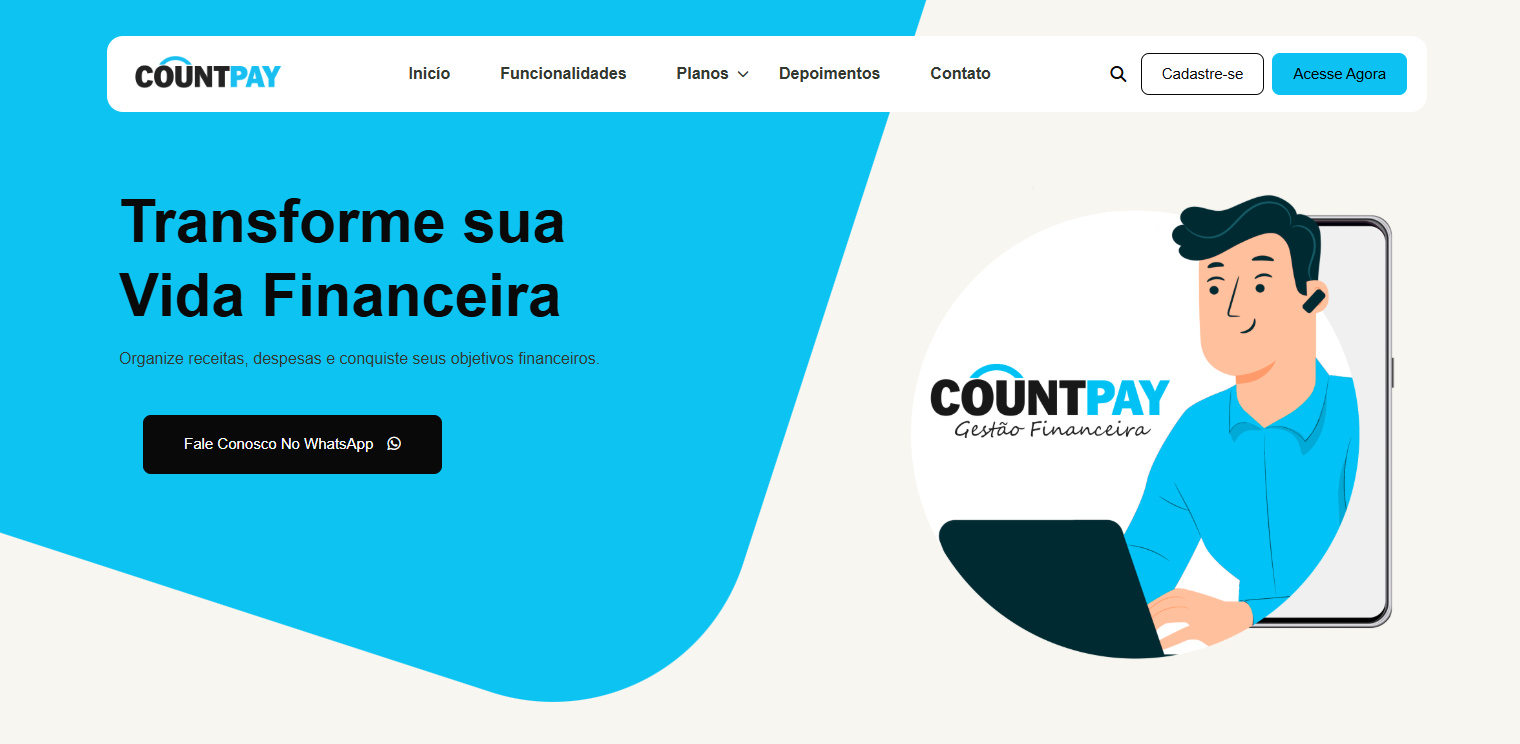 COUNTPAY
Inicío
Funcionalidades
Planos
Depoimentos
Contato
Cadastre-se
Acesse Agora
Transforme sua
Vida Financeira
Organize receitas, despesas e conquiste seus objetivos financeiros.
Fale Conosco No WhatsApp
COUNTPAY
Gestão Financeira